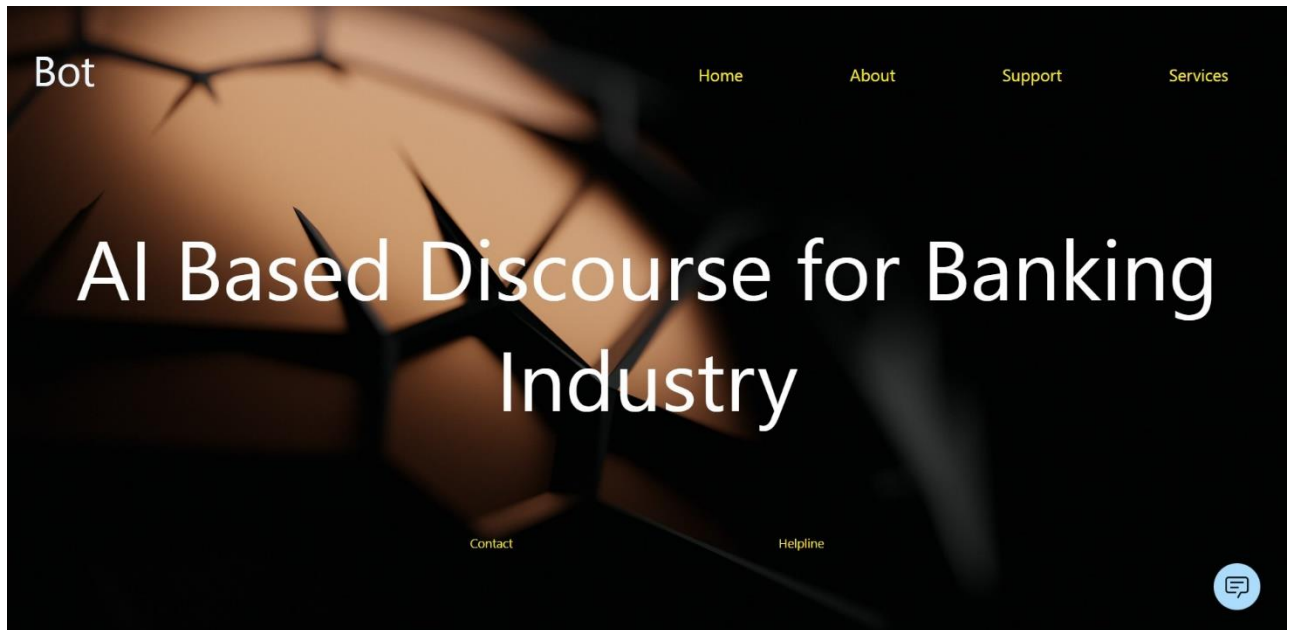 Bot
Home About Support Services
AI Based Discourse for Banking
Industry
Contact Helpline